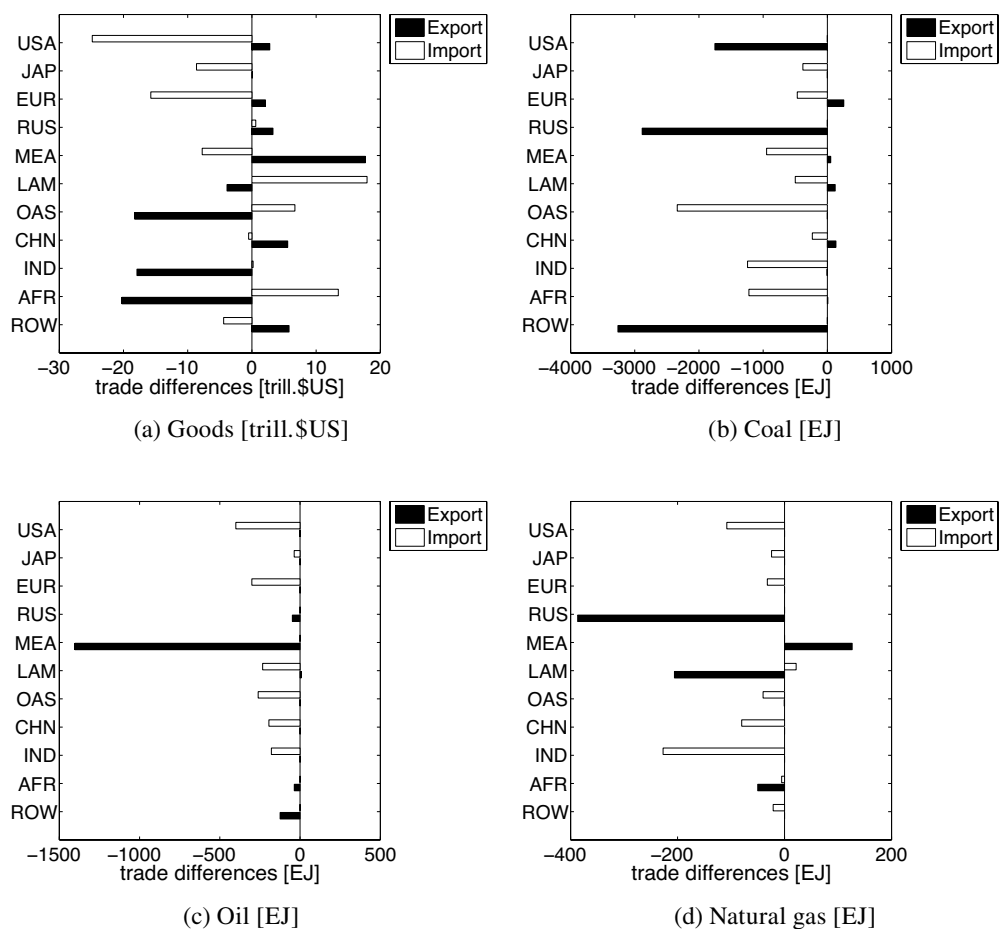 USA
JAP
EUR
RUS
MEA
LAM
OAS
CHN
IND
AFR
ROW
−30 −20 −10 0 10 20
trade differences [trill.$US]
Export
Import
(a) Goods [trill.$US]
USA
JAP
EUR
RUS
MEA
LAM
OAS
CHN
IND
AFR
ROW
−4000 −3000 −2000 −1000 0 1000
trade differences [EJ]
Export
Import
(b) Coal [EJ]
USA
JAP
EUR
RUS
MEA
LAM
OAS
CHN
IND
AFR
ROW
−1500 −1000 −500 0 500
trade differences [EJ]
Export
Import
(c) Oil [EJ]
USA
JAP
EUR
RUS
MEA
LAM
OAS
CHN
IND
AFR
ROW
−400 −200 0 200
trade differences [EJ]
Export
Import
(d) Natural gas [EJ]